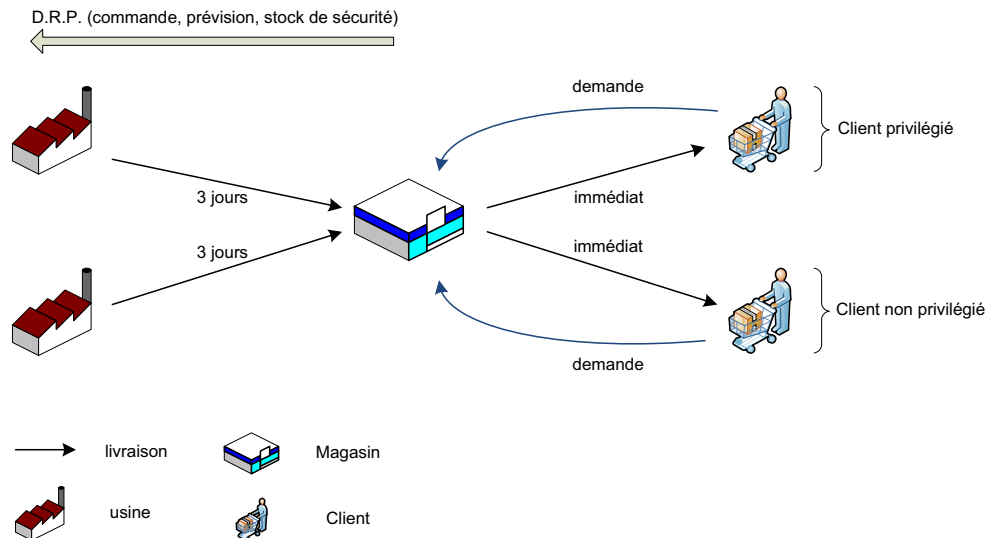 D.R.P. (commande, prévision, stock de sécurité)
demande
Client privilégié
3 jours
immédiat
3 jours
immédiat
Client non privilégié
demande
livraison
Magasin
usine
Client